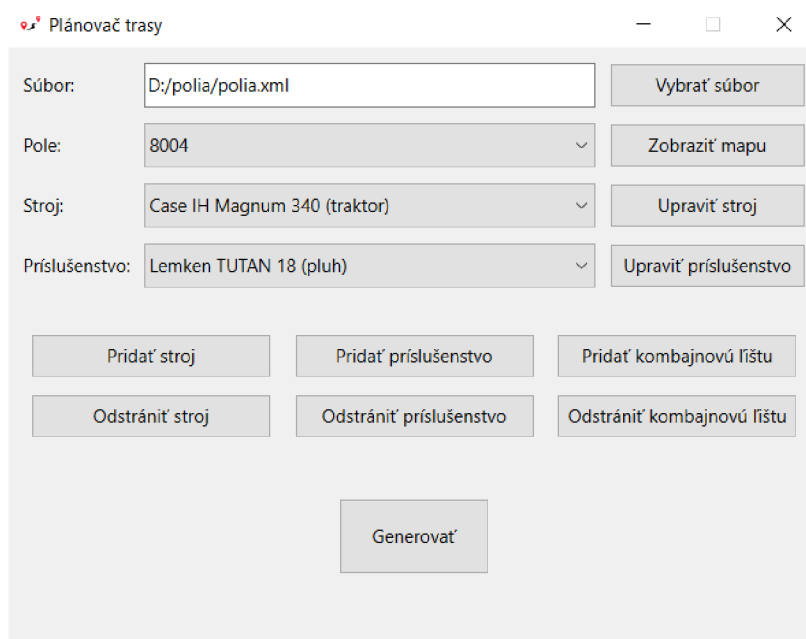 Plánovač trasy
Súbor: D:/polia/polia.xml Vybrať súbor
Pole: 8004 Zobraziť mapu
Stroj: Case IH Magnum 340 (traktor) Upraviť stroj
Príslušenstvo: Lemken TUTAN 18 (pluh) Upraviť príslušenstvo
Pridať stroj Pridať príslušenstvo Pridať kombajnovú ľištu
Odstrániť stroj Odstrániť príslušenstvo Odstrániť kombajnovú ľištu
Generovať